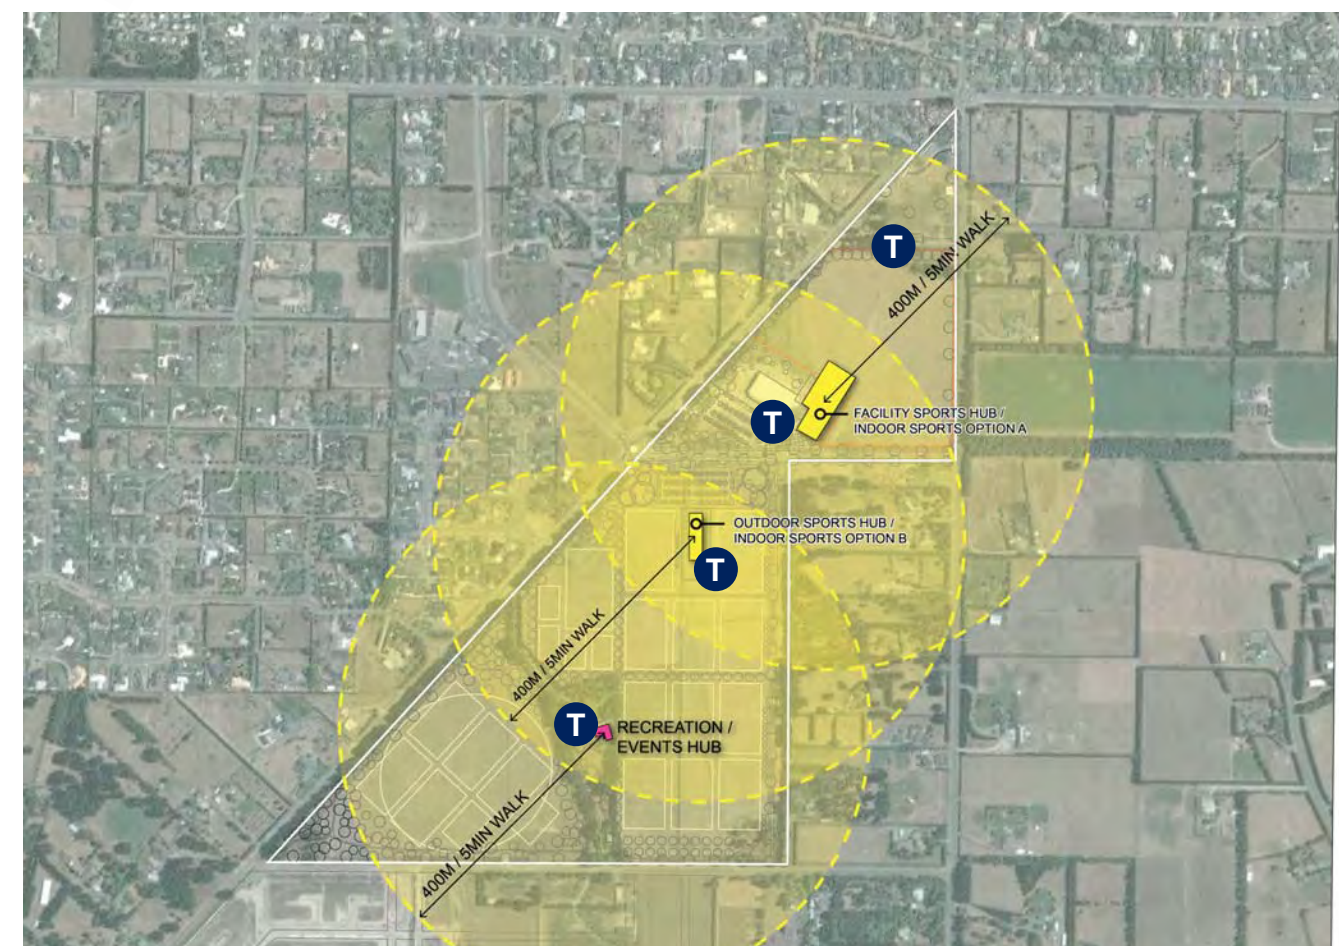 T
400M / 5MIN WALK
T
FACILITY SPORTS HUB /
INDOOR SPORTS OPTION A
OUTDOOR SPORTS HUB /
INDOOR SPORTS OPTION B
T
400M / 5MIN WALK
T
RECREATION /
EVENTS HUB
400M / 5MIN WALK